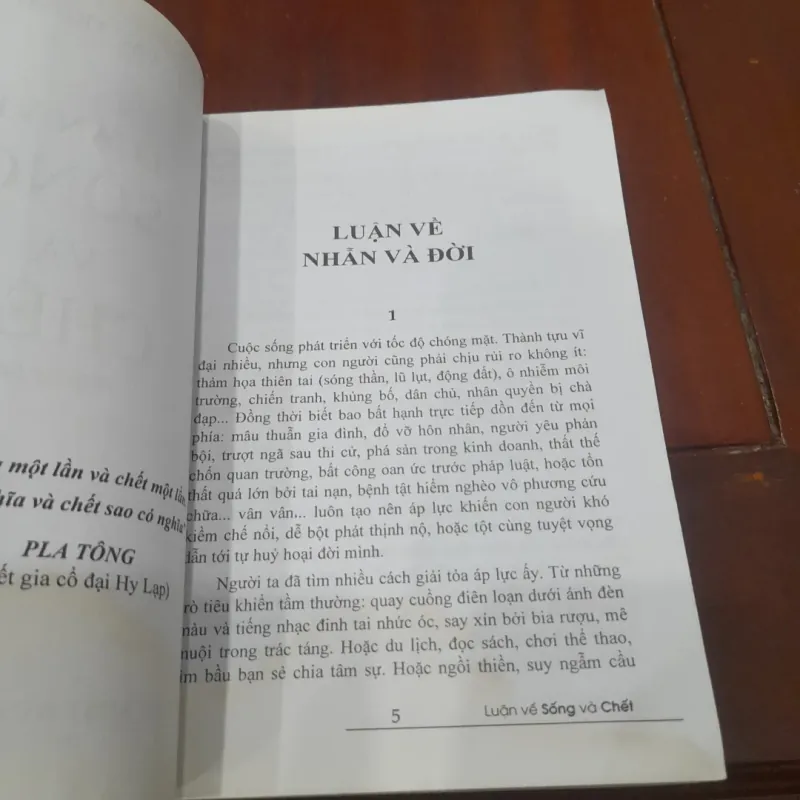 một lần và chết một lần,
và chết sao có nghĩa"
PLA TÔNG
gia cổ đại Hy Lạp)
LUẬN VỀ
NHẪN VÀ ĐỜI
1
Cuộc sống phát triển với tốc độ chóng mặt. Thành tựu vĩ
đại nhiều, nhưng con người cũng phải chịu rủi ro không ít:
thảm họa thiên tai (sóng thần, lũ lụt, động đất), ô nhiễm môi
trường, chiến tranh, khủng bố, dân chủ, nhân quyền bị chà
đạp... Đồng thời biết bao bất hạnh trực tiếp dồn đến từ mọi
phía: mâu thuẫn gia đình, đổ vỡ hôn nhân, người yêu phản
bội, trượt ngã sau thi cử, phá sản trong kinh doanh, thất thế
chốn quan trường, bất công oan ức trước pháp luật, hoặc tổn
thất quá lớn bởi tai nạn, bệnh tật hiểm nghèo vô phương cứu
chữa... vân vân... luôn tạo nên áp lực khiến con người khó
kiềm chế nổi, dễ bột phát thịnh nộ, hoặc tột cùng tuyệt vọng
dẫn tới tự huỷ hoại đời mình.
Người ta đã tìm nhiều cách giải tỏa áp lực ấy. Từ những
trò tiêu khiển tầm thường: quay cuồng điên loạn dưới ánh đèn
màu và tiếng nhạc đinh tai nhức óc, say xỉn bởi bia rượu, mê
muội trong trác táng. Hoặc du lịch, đọc sách, chơi thể thao,
tìm bầu bạn sẻ chia tâm sự. Hoặc ngồi thiền, suy ngẫm cầu
5
Luận về Sống và Chết